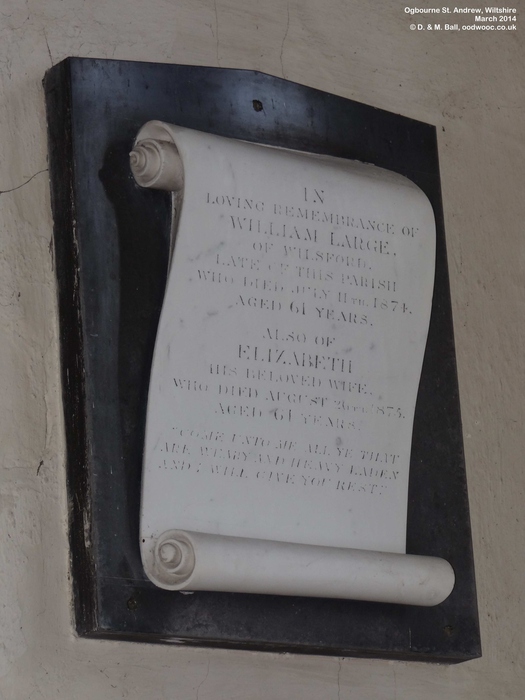 Ogbourne St. Andrew, Wiltshire
March 2014
© D. & M. Ball, oodwooc.co.uk
IN
LOVING REMEMBRANCE OF
WILLIAM LARGE,
OF WILSFORD,
LATE OF THIS PARISH
WHO DIED JULY 11TH, 1874.
AGED 61 YEARS.
ALSO OF
ELIZABETH
HIS BELOVED WIFE,
WHO DIED AUGUST 1875,
AGED 61 YEARS.
"COME UNTO ME ALL YE THAT
ARE WEARY AND HEAVY LADEN
AND I WILL GIVE YOU REST."